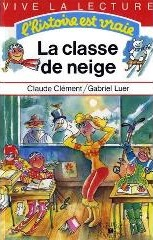 VIVE LA LECTURE
l'histoire est vraie
La classe
de neige
Claude Clément/Gabriel Luer